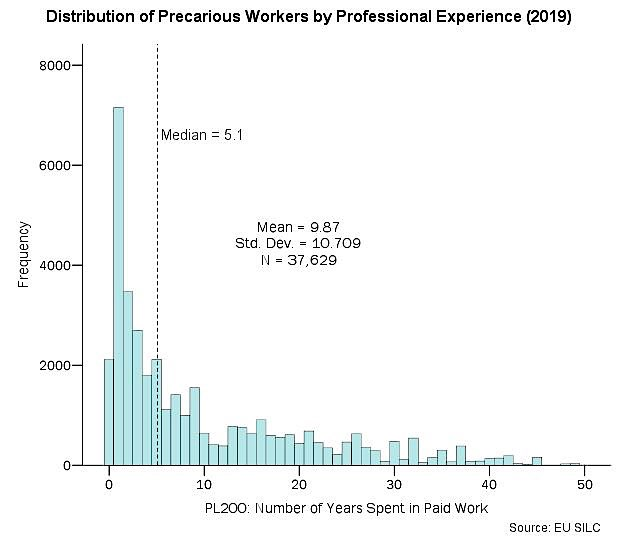 Distribution of Precarious Workers by Professional Experience (2019)
8000
Median = 5.1
6000
Mean = 9.87
Std. Dev. = 10.709
N = 37,629
Frequency
4000
2000
0
0 10 20 30 40 50
PL200: Number of Years Spent in Paid Work
Source: EU SILC